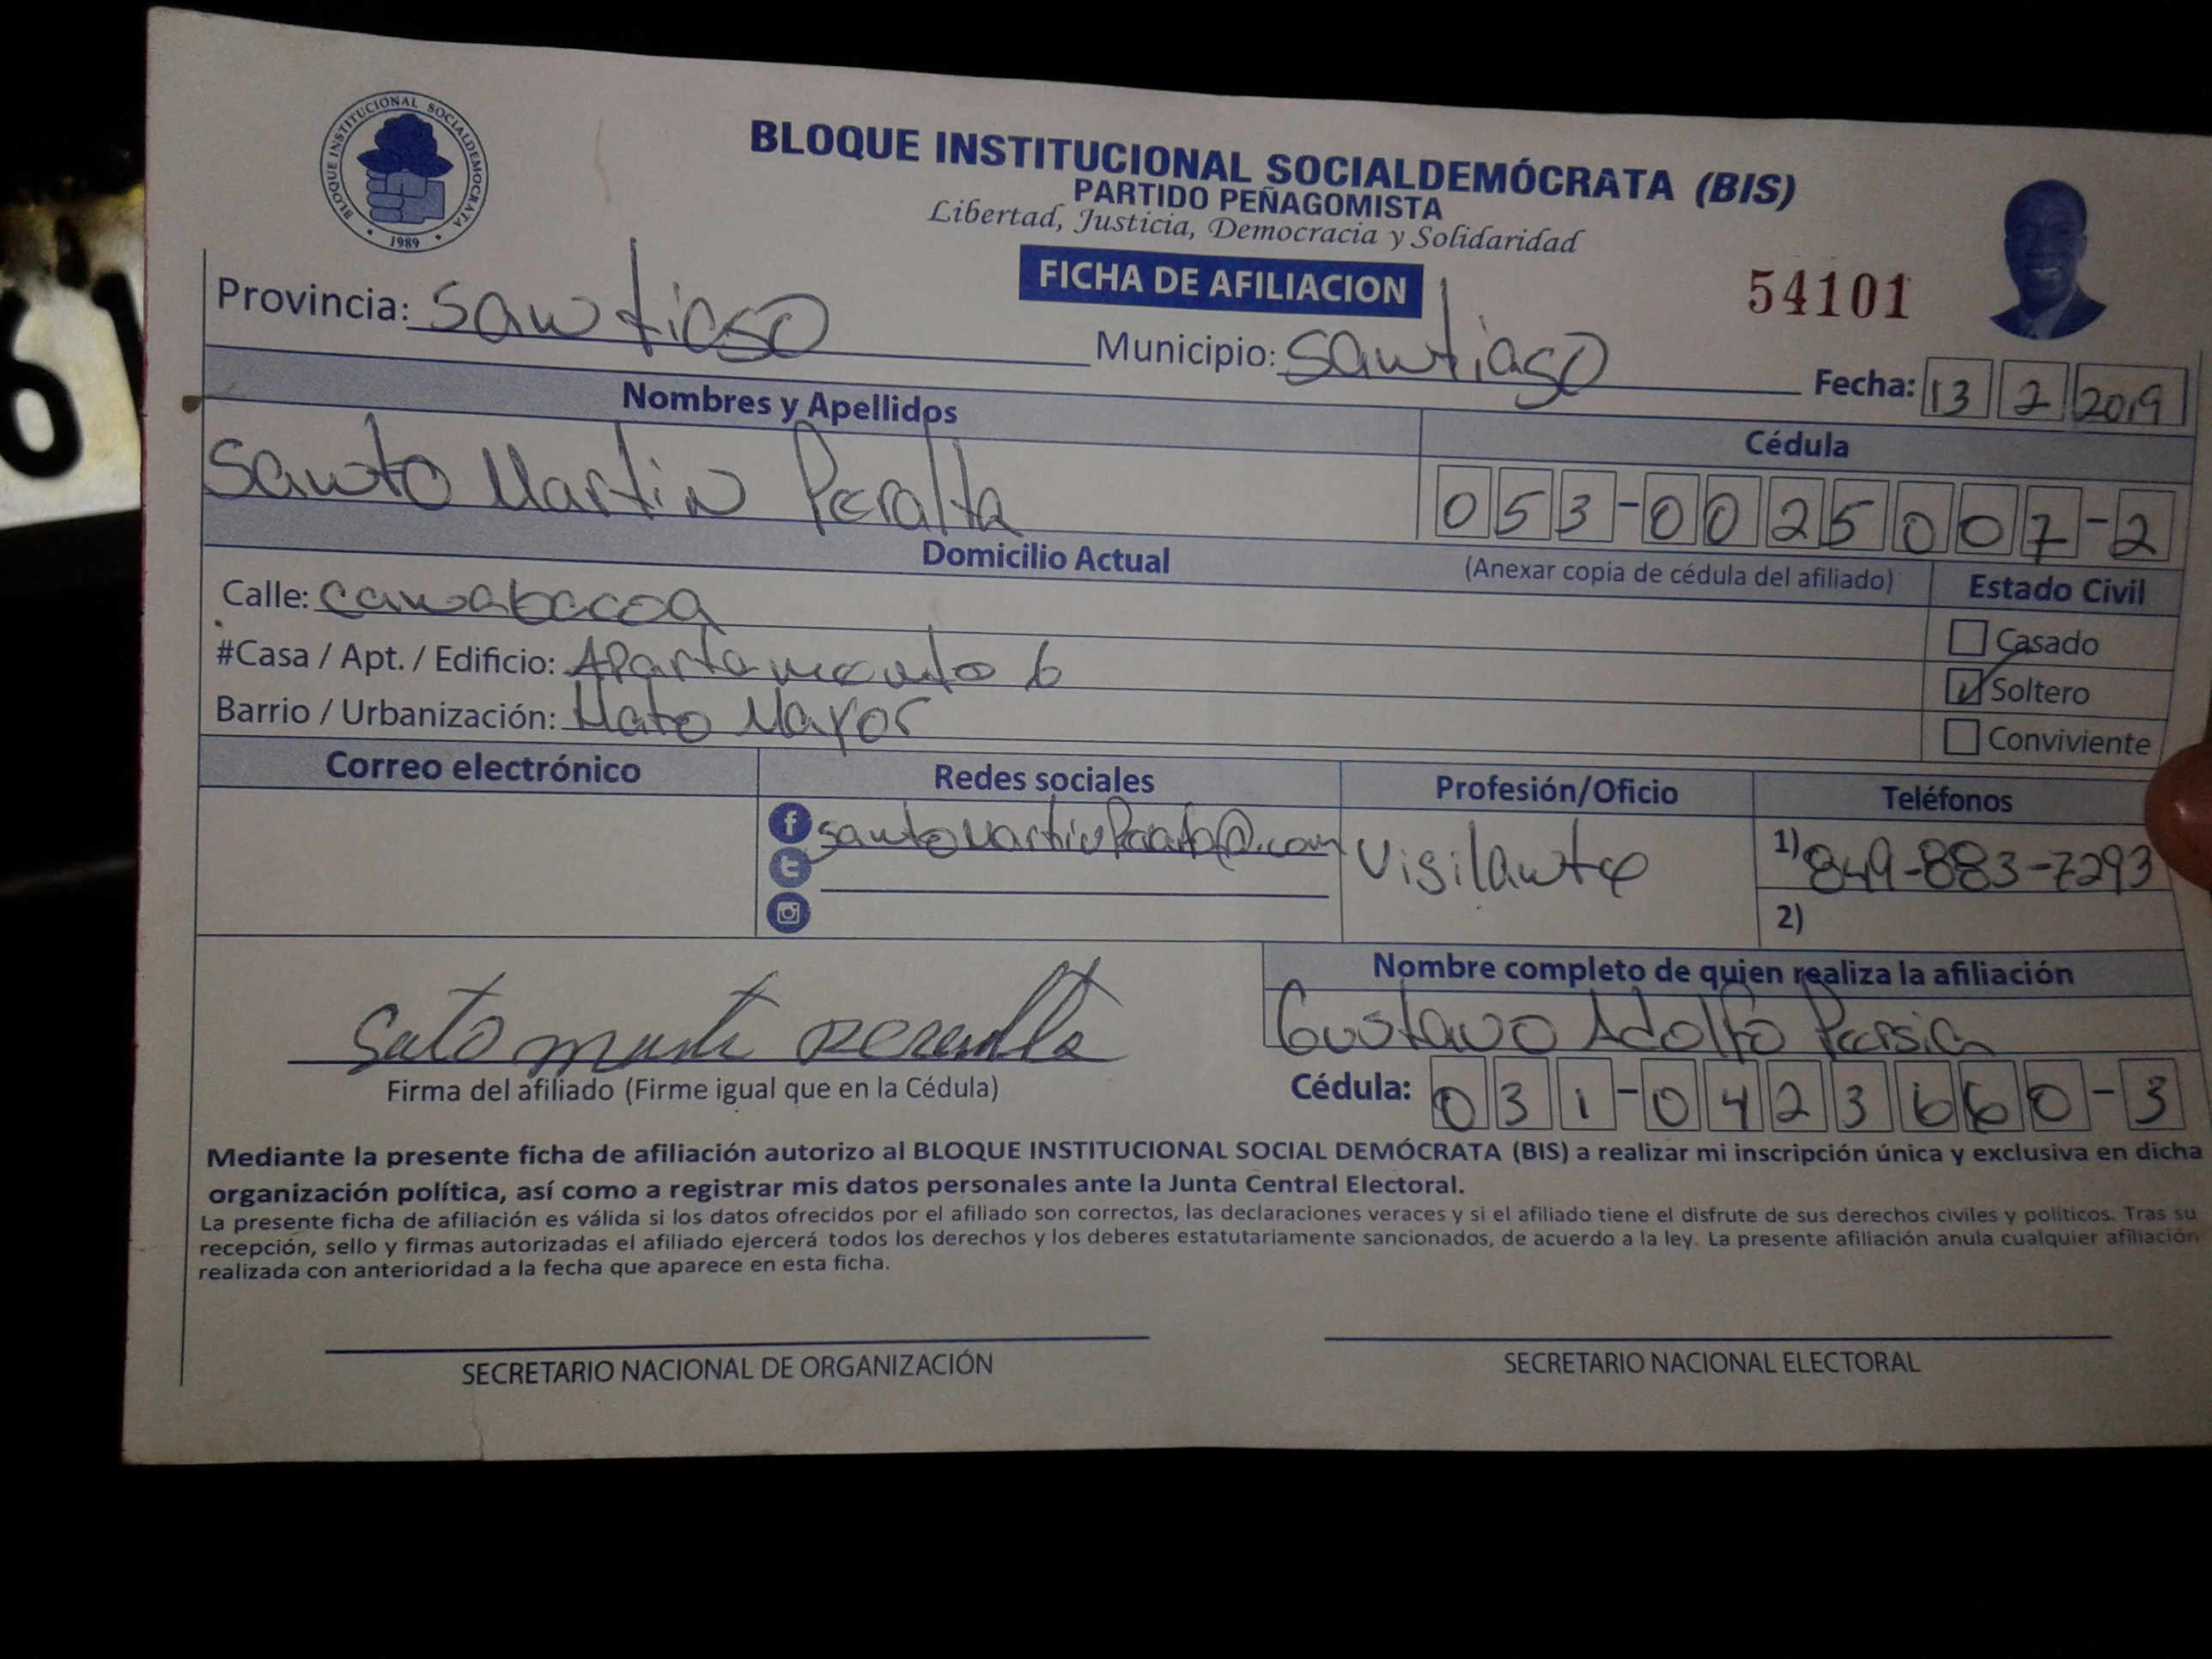 BLOQUE INSTITUCIONAL SOCIALDEMOCRATA
1989
BLOQUE INSTITUCIONAL SOCIALDEMÓCRATA (BIS)
PARTIDO PEÑAGOMISTA
Libertad, Justicia, Democracia y Solidaridad
FICHA DE AFILIACION
54101
Provincia: Santiago
Municipio: Santiago
Fecha: 13 2 2019
Nombres y Apellidos
Cédula
Santo Martin Peralta
053-0025007-2
Domicilio Actual
(Anexar copia de cédula del afiliado)
Estado Civil
Calle: Canabacoa
Casado
#Casa / Apt. / Edificio: Apartamento 6
Soltero
Barrio / Urbanización: Hato Mayor
Conviviente
Correo electrónico
Redes sociales
Profesión/Oficio
Teléfonos
santoMartinPeralta@.com
Vigilante
1) 849-883-7293
2)
Nombre completo de quien realiza la afiliación
Gustavo Adolfo
Cédula: 031-0423660-3
Firma del afiliado (Firme igual que en la Cédula)
Mediante la presente ficha de afiliación autorizo al BLOQUE INSTITUCIONAL SOCIAL DEMÓCRATA (BIS) a realizar mi inscripción única y exclusiva en dicha
organización política, así como a registrar mis datos personales ante la Junta Central Electoral.
La presente ficha de afiliación es válida si los datos ofrecidos por el afiliado son correctos, las declaraciones veraces y si el afiliado tiene el disfrute de sus derechos civiles y políticos. Tras su
recepción, sello y firmas autorizadas el afiliado ejercerá todos los derechos y los deberes estatutariamente sancionados, de acuerdo a la ley. La presente afiliación anula cualquier afiliación
realizada con anterioridad a la fecha que aparece en esta ficha.
SECRETARIO NACIONAL DE ORGANIZACIÓN
SECRETARIO NACIONAL ELECTORAL